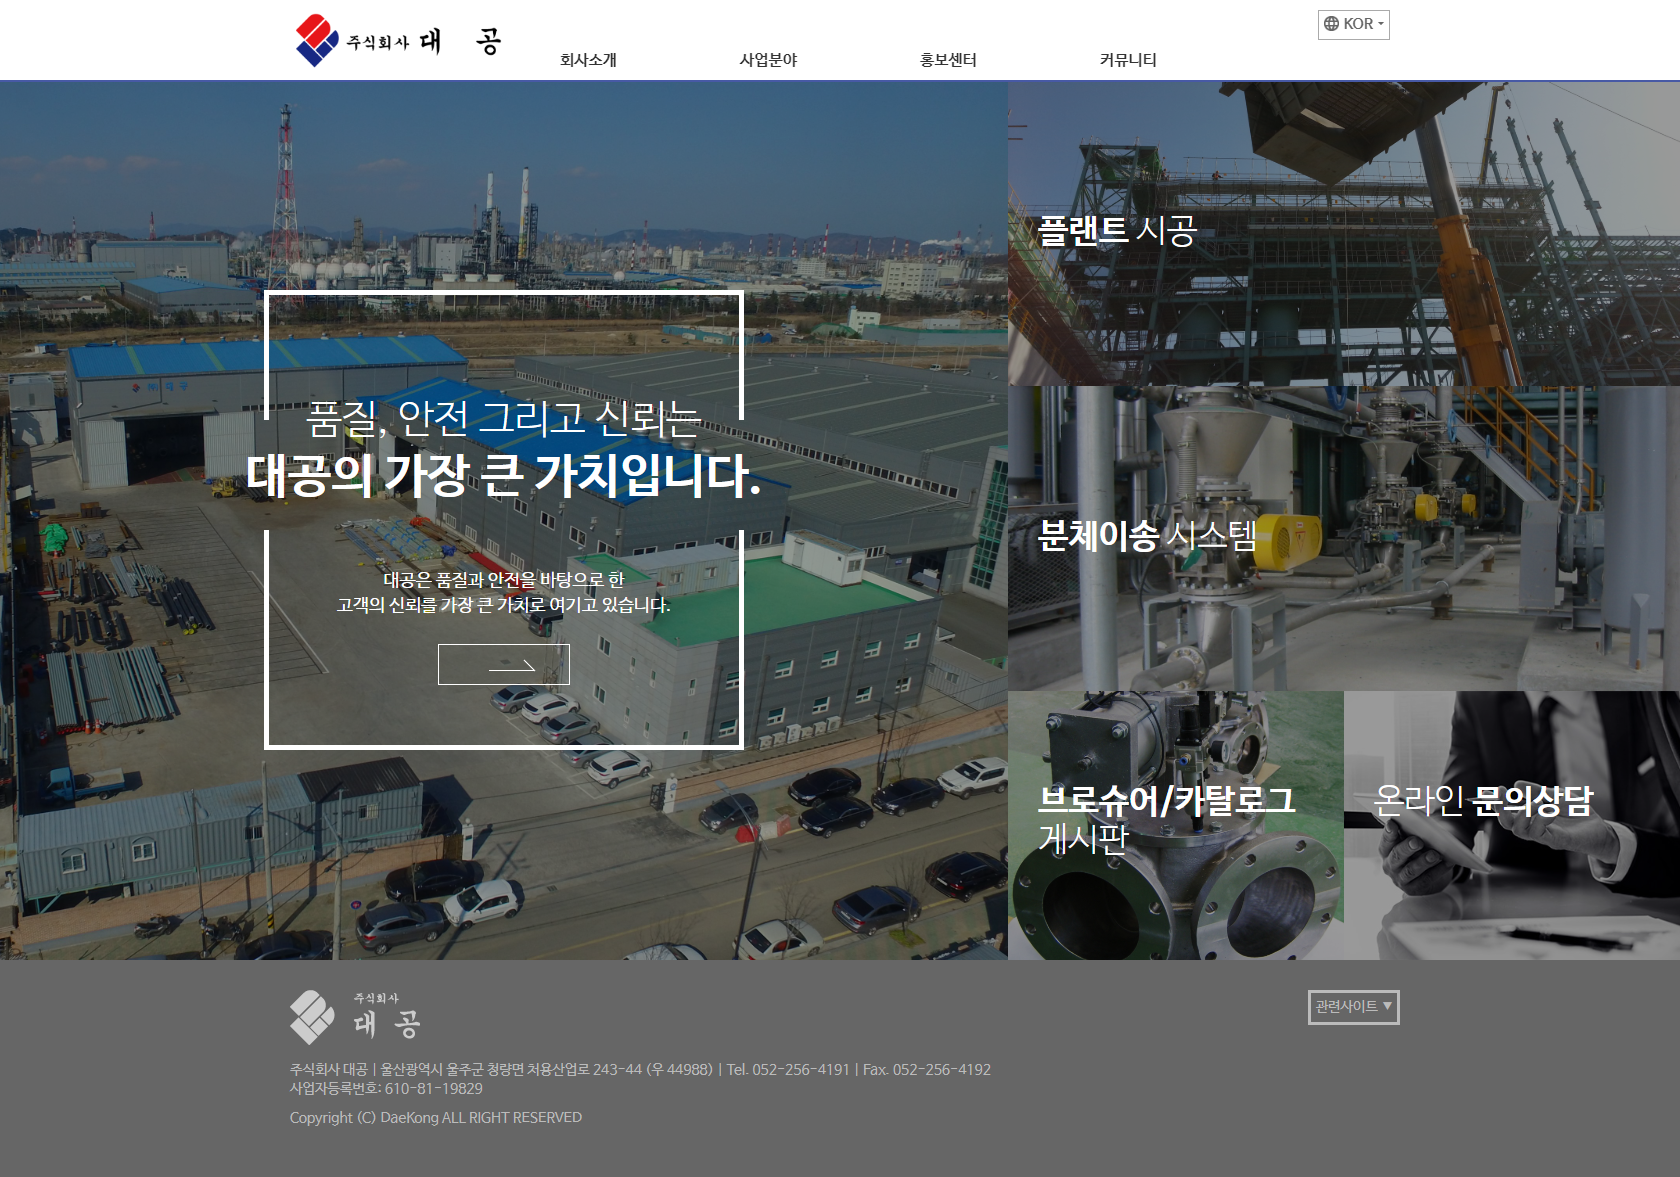 주식회사 대 공
KOR
회사소개 사업분야 홍보센터 커뮤니티
품질, 안전 그리고 신뢰는
대공의 가장 큰 가치입니다.
대공은 품질과 안전을 바탕으로 한
고객의 신뢰를 가장 큰 가치로 여기고 있습니다.
플랜트 시공
분체이송 시스템
브로슈어/카탈로그
게시판
온라인 문의상담
주식회사
대 공
관련사이트 ▼
주식회사 대공 | 울산광역시 울주군 청량면 처용산업로 243-44 (우 44988) | Tel. 052-256-4191 | Fax. 052-256-4192
사업자등록번호: 610-81-19829
Copyright (C) DaeKong ALL RIGHT RESERVED